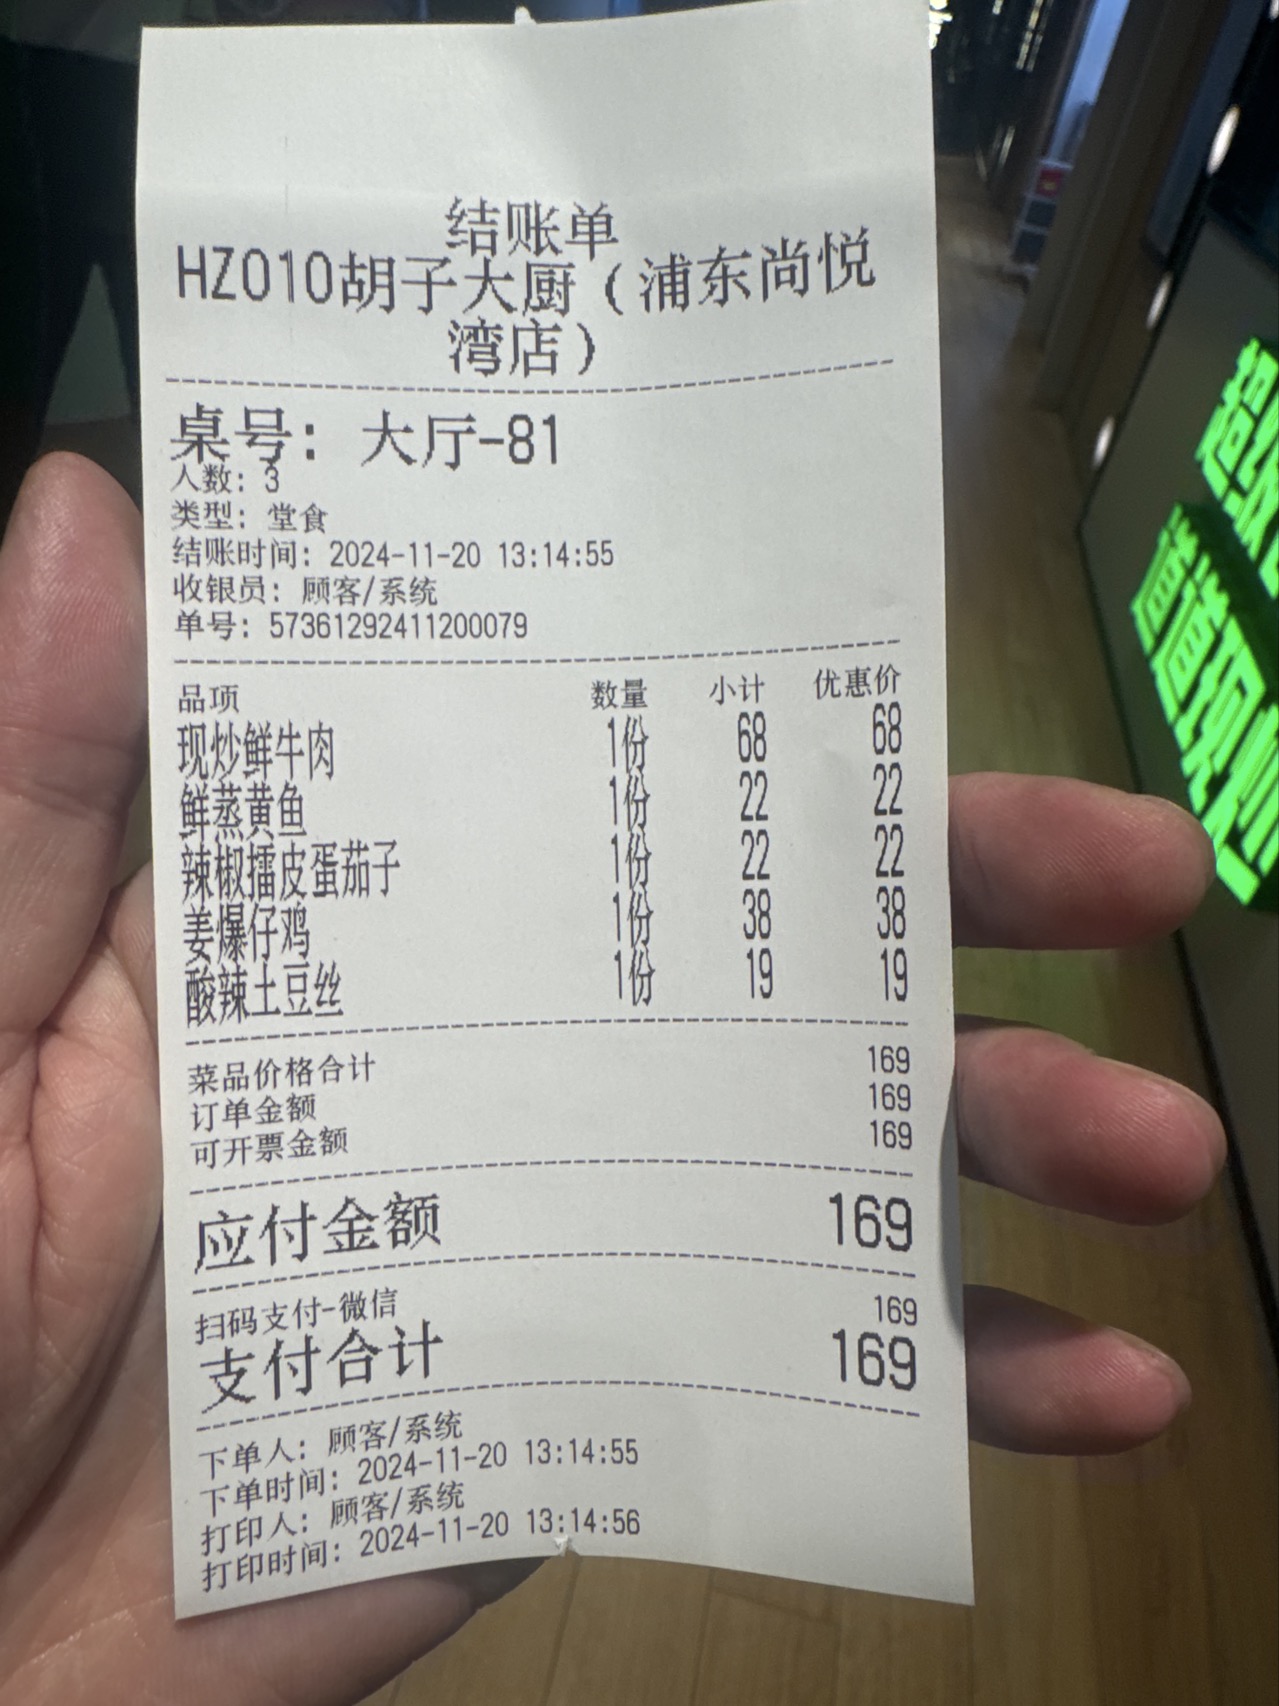 结账单
HZ010胡子大厨（浦东尚悦
湾店）
桌号：大厅-81
人数：3
类型：堂食
结账时间：2024-11-20 13:14:55
收银员：顾客/系统
单号：57361292411200079
品项 数量 小计 优惠价
现炒鲜牛肉 1份 68 68
鲜蒸黄鱼 1份 22 22
辣椒擂皮蛋茄子 1份 22 22
姜爆仔鸡 1份 38 38
酸辣土豆丝 1份 19 19
菜品价格合计 169
订单金额 169
可开票金额 169
应付金额 169
扫码支付-微信 169
支付合计 169
下单人：顾客/系统
下单时间：2024-11-20 13:14:55
打印人：顾客/系统
打印时间：2024-11-20 13:14:56
道道现